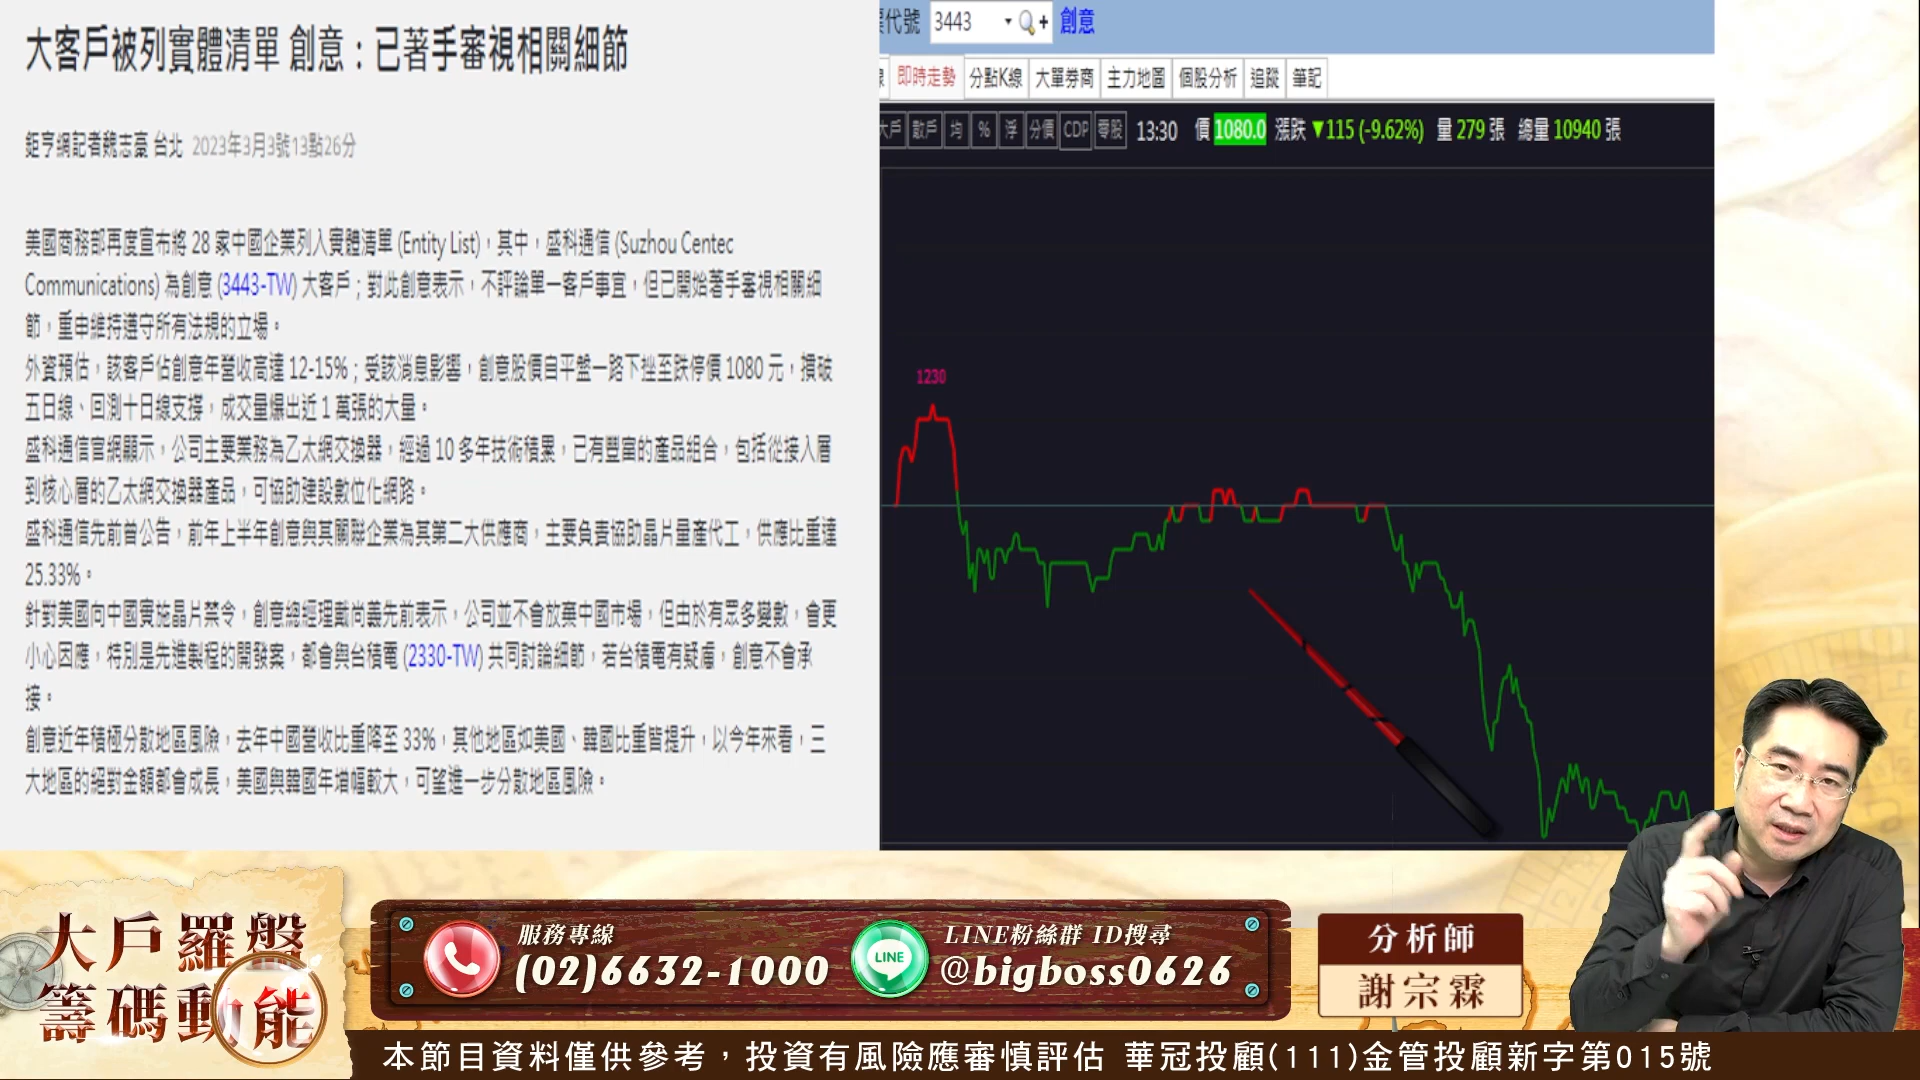 大客戶被列實體清單 創意：已著手審視相關細節
鉅亨網記者魏志豪 台北 2023年3月3號13點26分
美國商務部再度宣布將 28 家中國企業列入實體清單 (Entity List)，其中，盛科通信 (Suzhou Centec
Communications) 為創意 (3443-TW) 大客戶；對此創意表示，不評論單一客戶事宜，但已開始著手審視相關細
節，重申維持遵守所有法規的立場。
外資預估，該客戶佔創意年營收高達 12-15%；受該消息影響，創意股價自平盤一路下挫至跌停價 1080 元，摜破
五日線、回測十日線支撐，成交量爆出近 1 萬張的大量。
盛科通信官網顯示，公司主要業務為乙太網交換器，經過 10 多年技術積累，已有豐富的產品組合，包括從接入層
到核心層的乙太網交換器產品，可協助建設數位化網路。
盛科通信先前曾公告，前年上半年創意與其關聯企業為其第二大供應商，主要負責協助晶片量產代工，供應比重達
25.33%。
針對美國向中國實施晶片禁令，創意總經理戴尚義先前表示，公司並不會放棄中國市場，但由於有眾多變數，會更
小心因應，特別是先進製程的開發案，都會與台積電 (2330-TW) 共同討論細節，若台積電有疑慮，創意不會承
接。
創意近年積極分散地區風險，去年中國營收比重降至 33%，其他地區如美國、韓國比重皆提升，以今年來看，三
大地區的絕對金額都會成長，美國與韓國年增幅較大，可望進一步分散地區風險。
代號 3443 創意
即時走勢 分點K線 大單券商 主力地圖 個股分析 追蹤 筆記
大戶 散戶 均 % 浮 分價 CDP 零股 13:30 價 1080.0 漲跌 ▼115 (-9.62%) 量 279 張 總量 10940 張
1230
大戶羅盤
籌碼動能
服務專線
(02)6632-1000
LINE
LINE粉絲群 ID搜尋
@bigboss0626
分析師
謝宗霖
本節目資料僅供參考，投資有風險應審慎評估 華冠投顧(111)金管投顧新字第015號